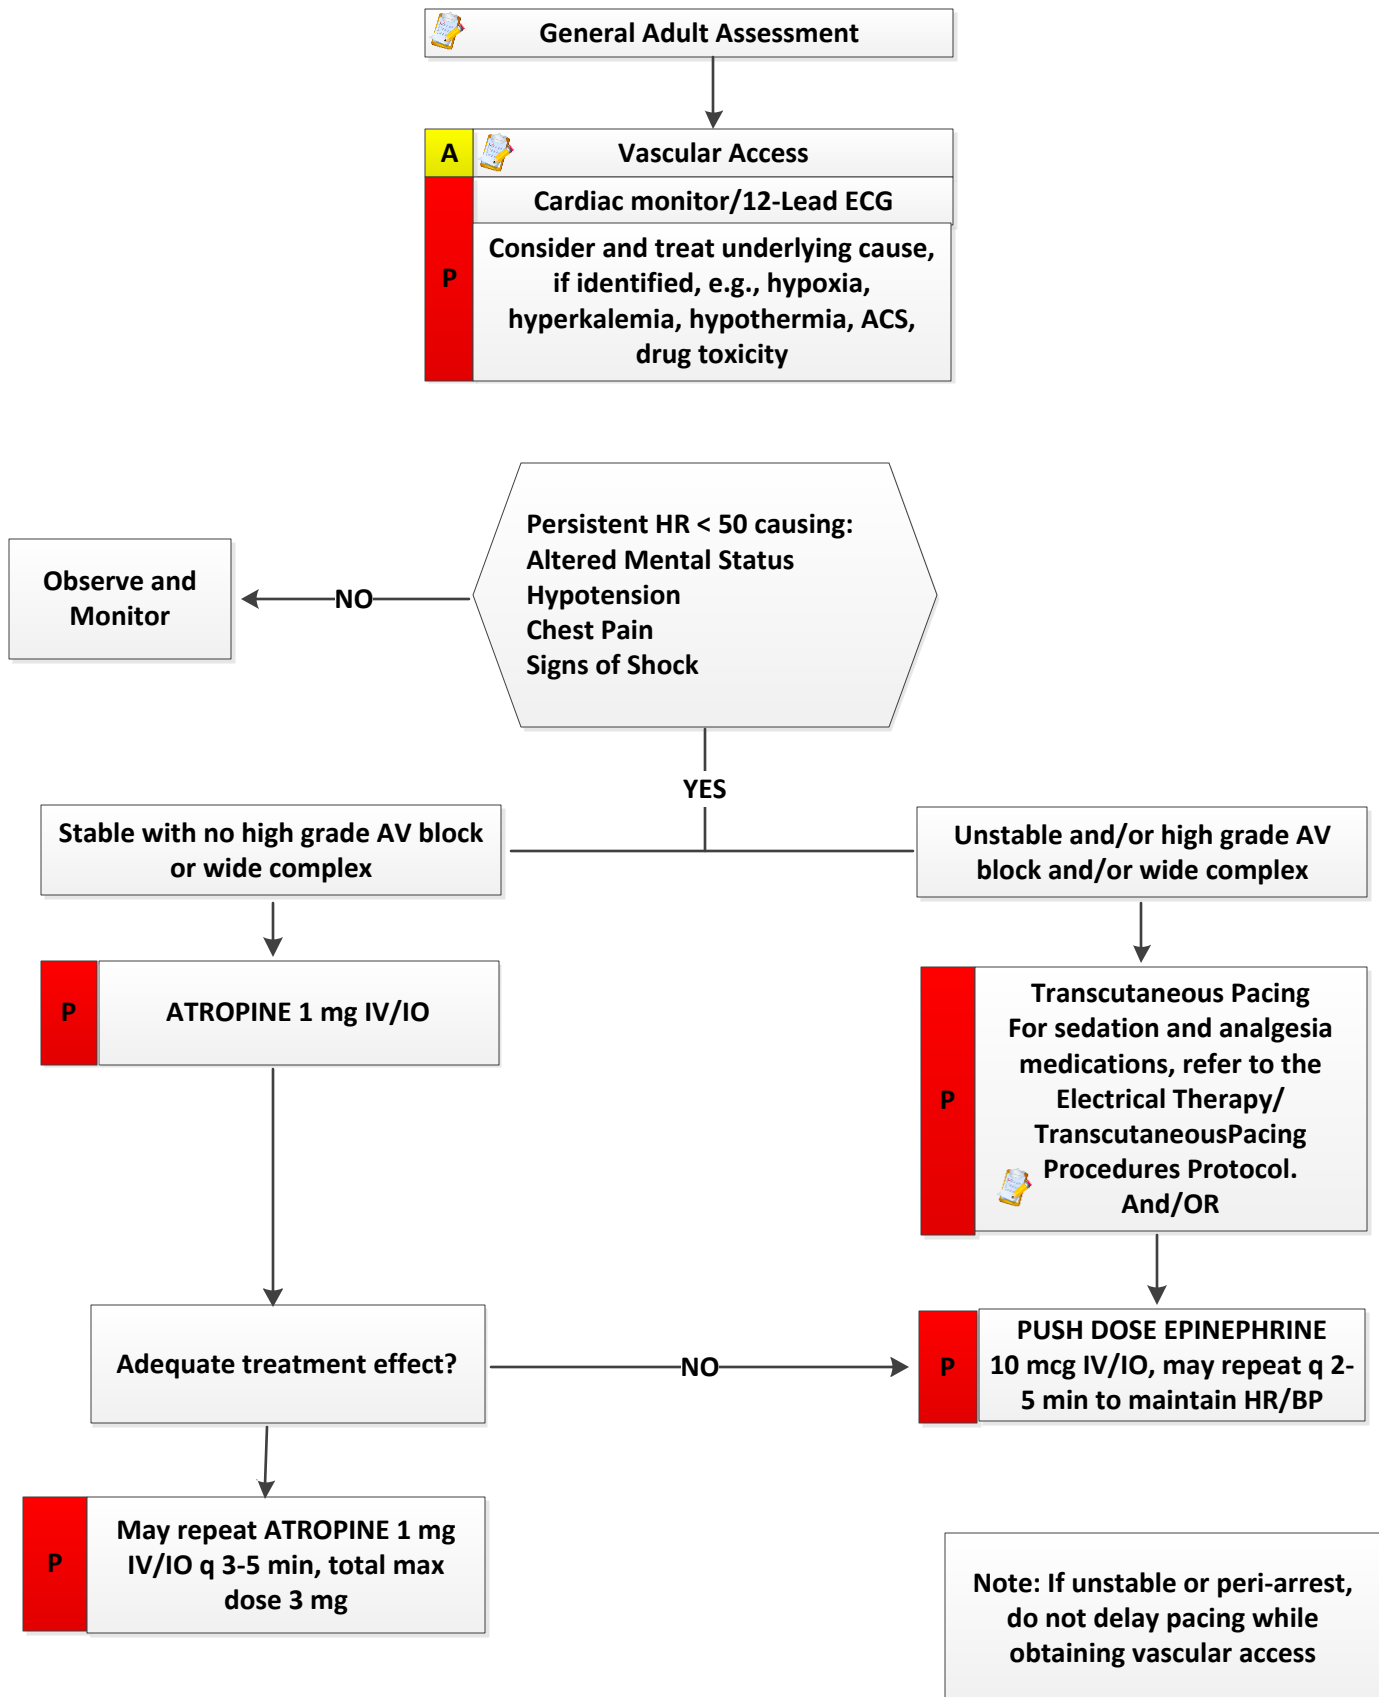 General Adult Assessment
A
Vascular Access
P
Cardiac monitor/12-Lead ECG
Consider and treat underlying cause,
if identified, e.g., hypoxia,
hyperkalemia, hypothermia, ACS,
drug toxicity
Persistent HR < 50 causing:
Altered Mental Status
Hypotension
Chest Pain
Signs of Shock
NO
Observe and
Monitor
YES
Stable with no high grade AV block
or wide complex
Unstable and/or high grade AV
block and/or wide complex
P
ATROPINE 1 mg IV/IO
P
Transcutaneous Pacing
For sedation and analgesia
medications, refer to the
Electrical Therapy/
TranscutaneousPacing
Procedures Protocol.
And/OR
Adequate treatment effect?
NO
P
PUSH DOSE EPINEPHRINE
10 mcg IV/IO, may repeat q 2-
5 min to maintain HR/BP
P
May repeat ATROPINE 1 mg
IV/IO q 3-5 min, total max
dose 3 mg
Note: If unstable or peri-arrest,
do not delay pacing while
obtaining vascular access